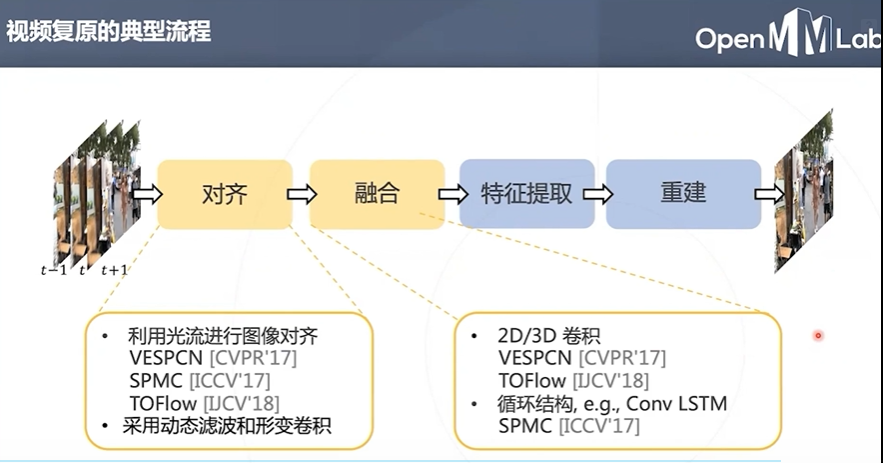 视频复原的典型流程
OpenMMLab
对齐
融合
特征提取
重建
t−1 t t+1
• 利用光流进行图像对齐
VESPCN [CVPR'17]
SPMC [ICCV'17]
TOFlow [IJCV'18]
• 采用动态滤波和形变卷积
• 2D/3D 卷积
VESPCN [CVPR'17]
TOFlow [IJCV'18]
• 循环结构, e.g., Conv LSTM
SPMC [ICCV'17]